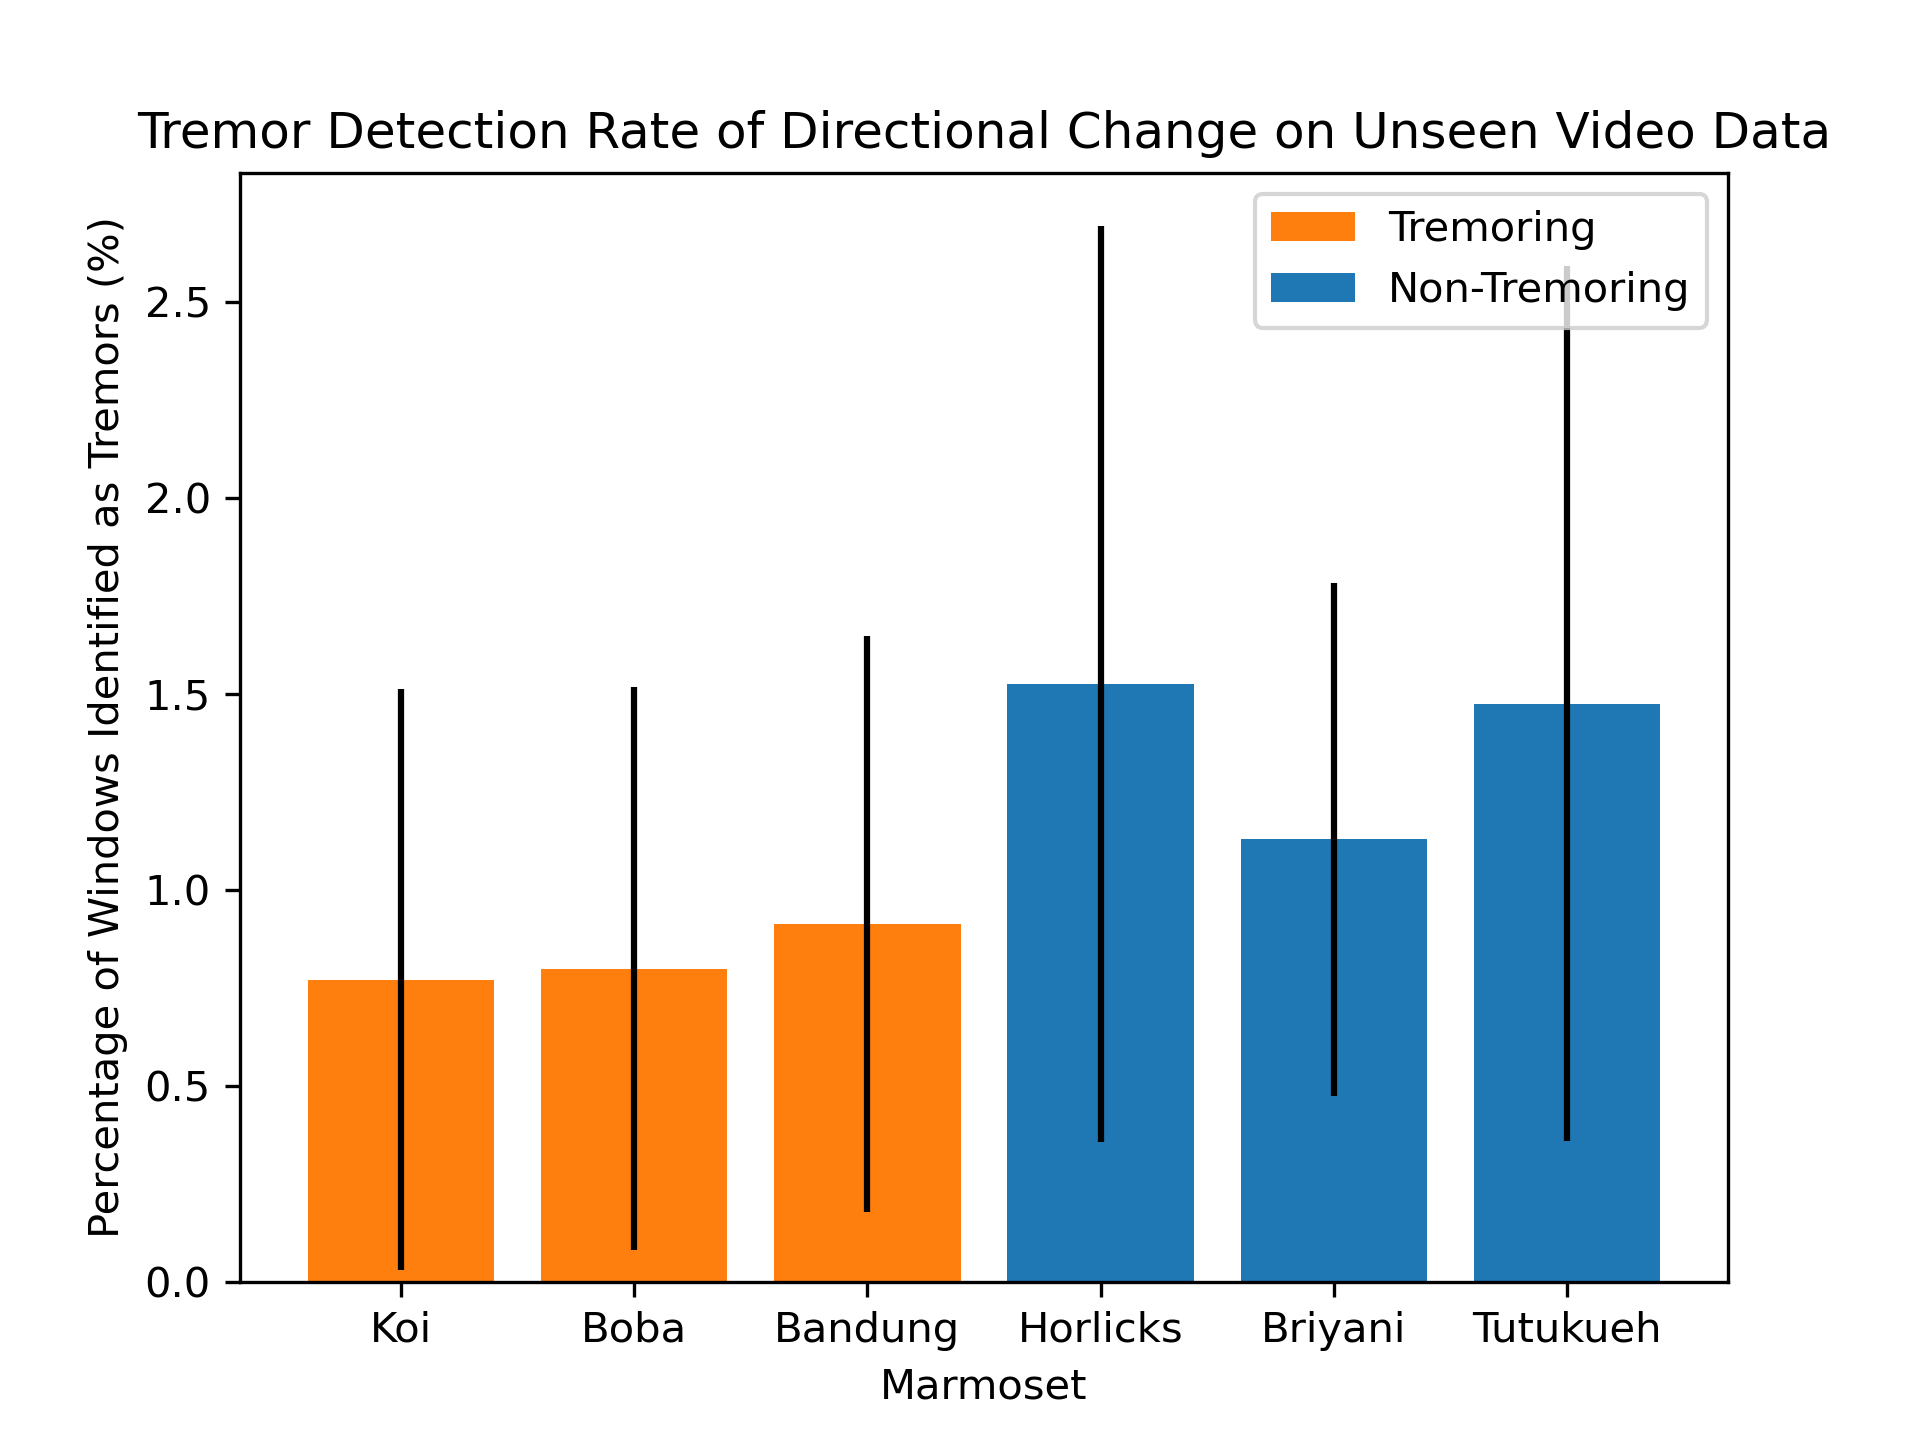 Tremor Detection Rate of Directional Change on Unseen Video Data
Tremoring
Non-Tremoring
Percentage of Windows Identified as Tremors (%)
2.5
2.0
1.5
1.0
0.5
0.0
Koi Boba Bandung Horlicks Briyani Tutukueh
Marmoset